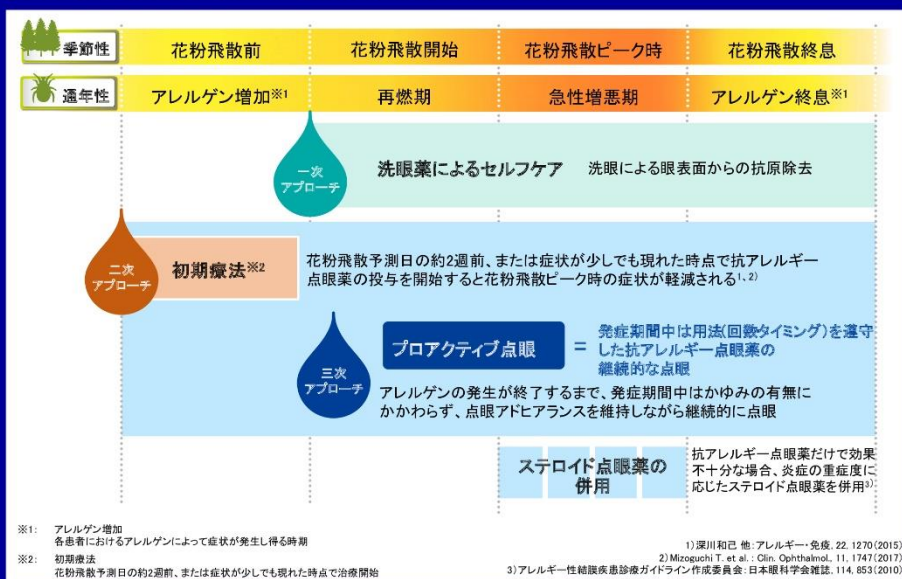 季節性
花粉飛散前
花粉飛散開始
花粉飛散ピーク時
花粉飛散終息
通年性
アレルゲン増加※1
再燃期
急性増悪期
アレルゲン終息※1
一次
アプローチ
洗眼薬によるセルフケア
洗眼による眼表面からの抗原除去
二次
アプローチ
初期療法※2
花粉飛散予測日の約2週前、または症状が少しでも現れた時点で抗アレルギー
点眼薬の投与を開始すると花粉飛散ピーク時の症状が軽減される1、2)
三次
アプローチ
プロアクティブ点眼
=
発症期間中は用法(回数タイミング)を遵守
した抗アレルギー点眼薬の
継続的な点眼
アレルゲンの発生が終了するまで、発症期間中はかゆみの有無に
かかわらず、点眼アドヒアランスを維持しながら継続的に点眼
ステロイド点眼薬の
併用
抗アレルギー点眼薬だけで効果
不十分な場合、炎症の重症度に
応じたステロイド点眼薬を併用3)
※1: アレルゲン増加
各患者におけるアレルゲンによって症状が発生し得る時期
※2: 初期療法
花粉飛散予測日の約2週前、または症状が少しでも現れた時点で治療開始
1)深川和己 他:アレルギー・免疫, 22, 1270(2015)
2)Mizoguchi T. et al.: Clin. Ophthalmol., 11, 1747(2017)
3)アレルギー性結膜疾患診療ガイドライン作成委員会:日本眼科学会雑誌, 114, 853(2010)